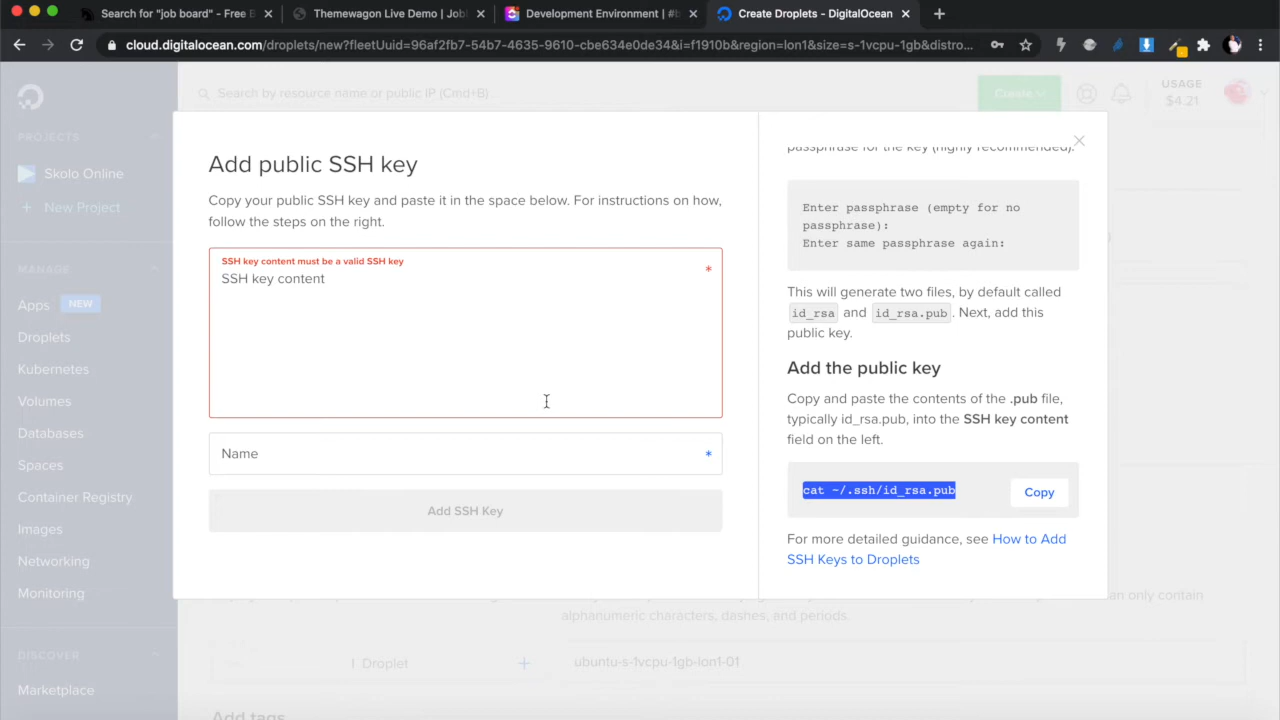 Search for "job board" - Free B
Themewagon Live Demo | Job
Development Environment | #b
Create Droplets - DigitalOcean
cloud.digitalocean.com/droplets/new?fleetUuid=96af2fb7-54b7-4635-9610-cbe634e0de34&i=f1910b&region=lon1&size=s-1vcpu-1gb&distro...
Search by resource name or public IP (Cmd+B)
Create
USAGE
$4.21
PROJECTS
Skolo Online
+ New Project
MANAGE
Apps NEW
Droplets
Kubernetes
Volumes
Databases
Spaces
Container Registry
Images
Networking
Monitoring
DISCOVER
Marketplace
Add public SSH key
Copy your public SSH key and paste it in the space below. For instructions on how,
follow the steps on the right.
SSH key content must be a valid SSH key
SSH key content
*
Name
*
Add SSH Key
passphrase for the key (highly recommended).
Enter passphrase (empty for no
passphrase):
Enter same passphrase again:
This will generate two files, by default called
id_rsa and id_rsa.pub. Next, add this
public key.
Add the public key
Copy and paste the contents of the .pub file,
typically id_rsa.pub, into the SSH key content
field on the left.
cat ~/.ssh/id_rsa.pub
Copy
For more detailed guidance, see How to Add
SSH Keys to Droplets
an only contain
alphanumeric characters, dashes, and periods.
Droplet
+
ubuntu-s-1vcpu-1gb-lon1-01
Add tags